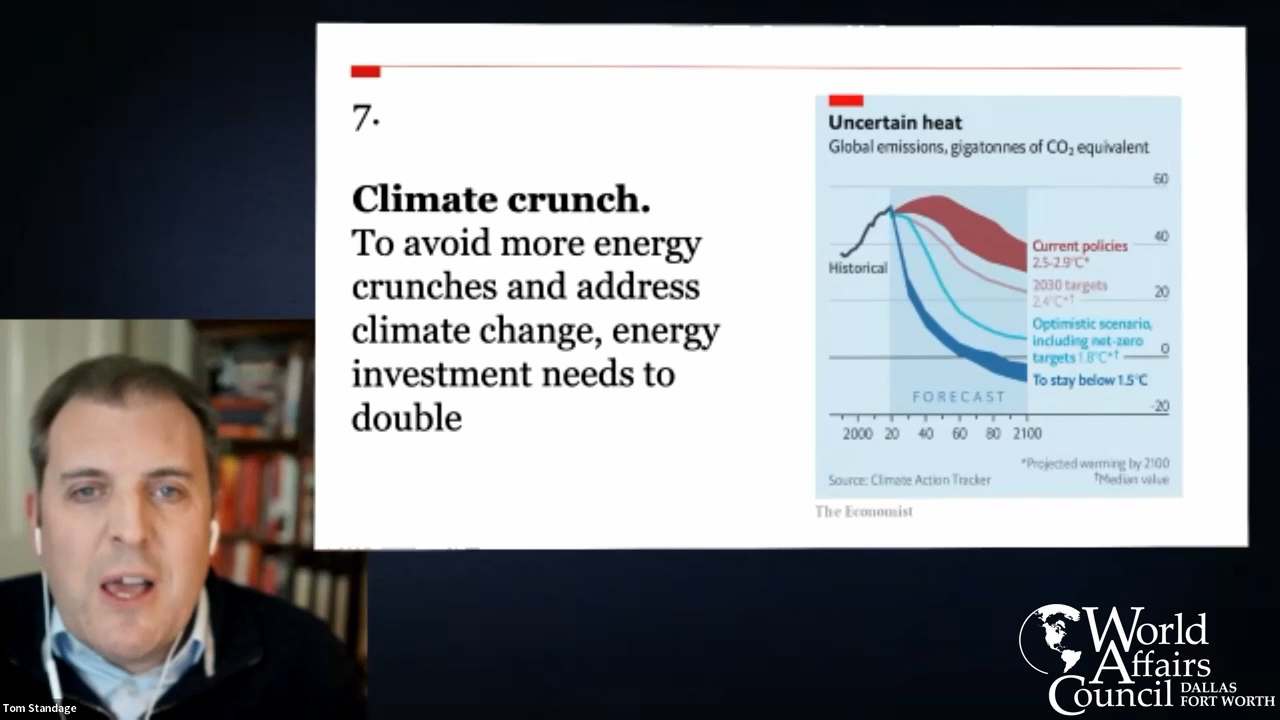 7.
Climate crunch.
To avoid more energy
crunches and address
climate change, energy
investment needs to
double
Uncertain heat
Global emissions, gigatonnes of CO₂ equivalent
60
40
20
0
-20
Historical
Current policies
2.5-2.9°C*
2030 targets
2.4°C*†
Optimistic scenario,
including net-zero
targets 1.8°C*†
To stay below 1.5°C
FORECAST
2000 20 40 60 80 2100
*Projected warming by 2100
†Median value
Source: Climate Action Tracker
The Economist
Tom Standage
World
Affairs
Council DALLAS
FORT WORTH